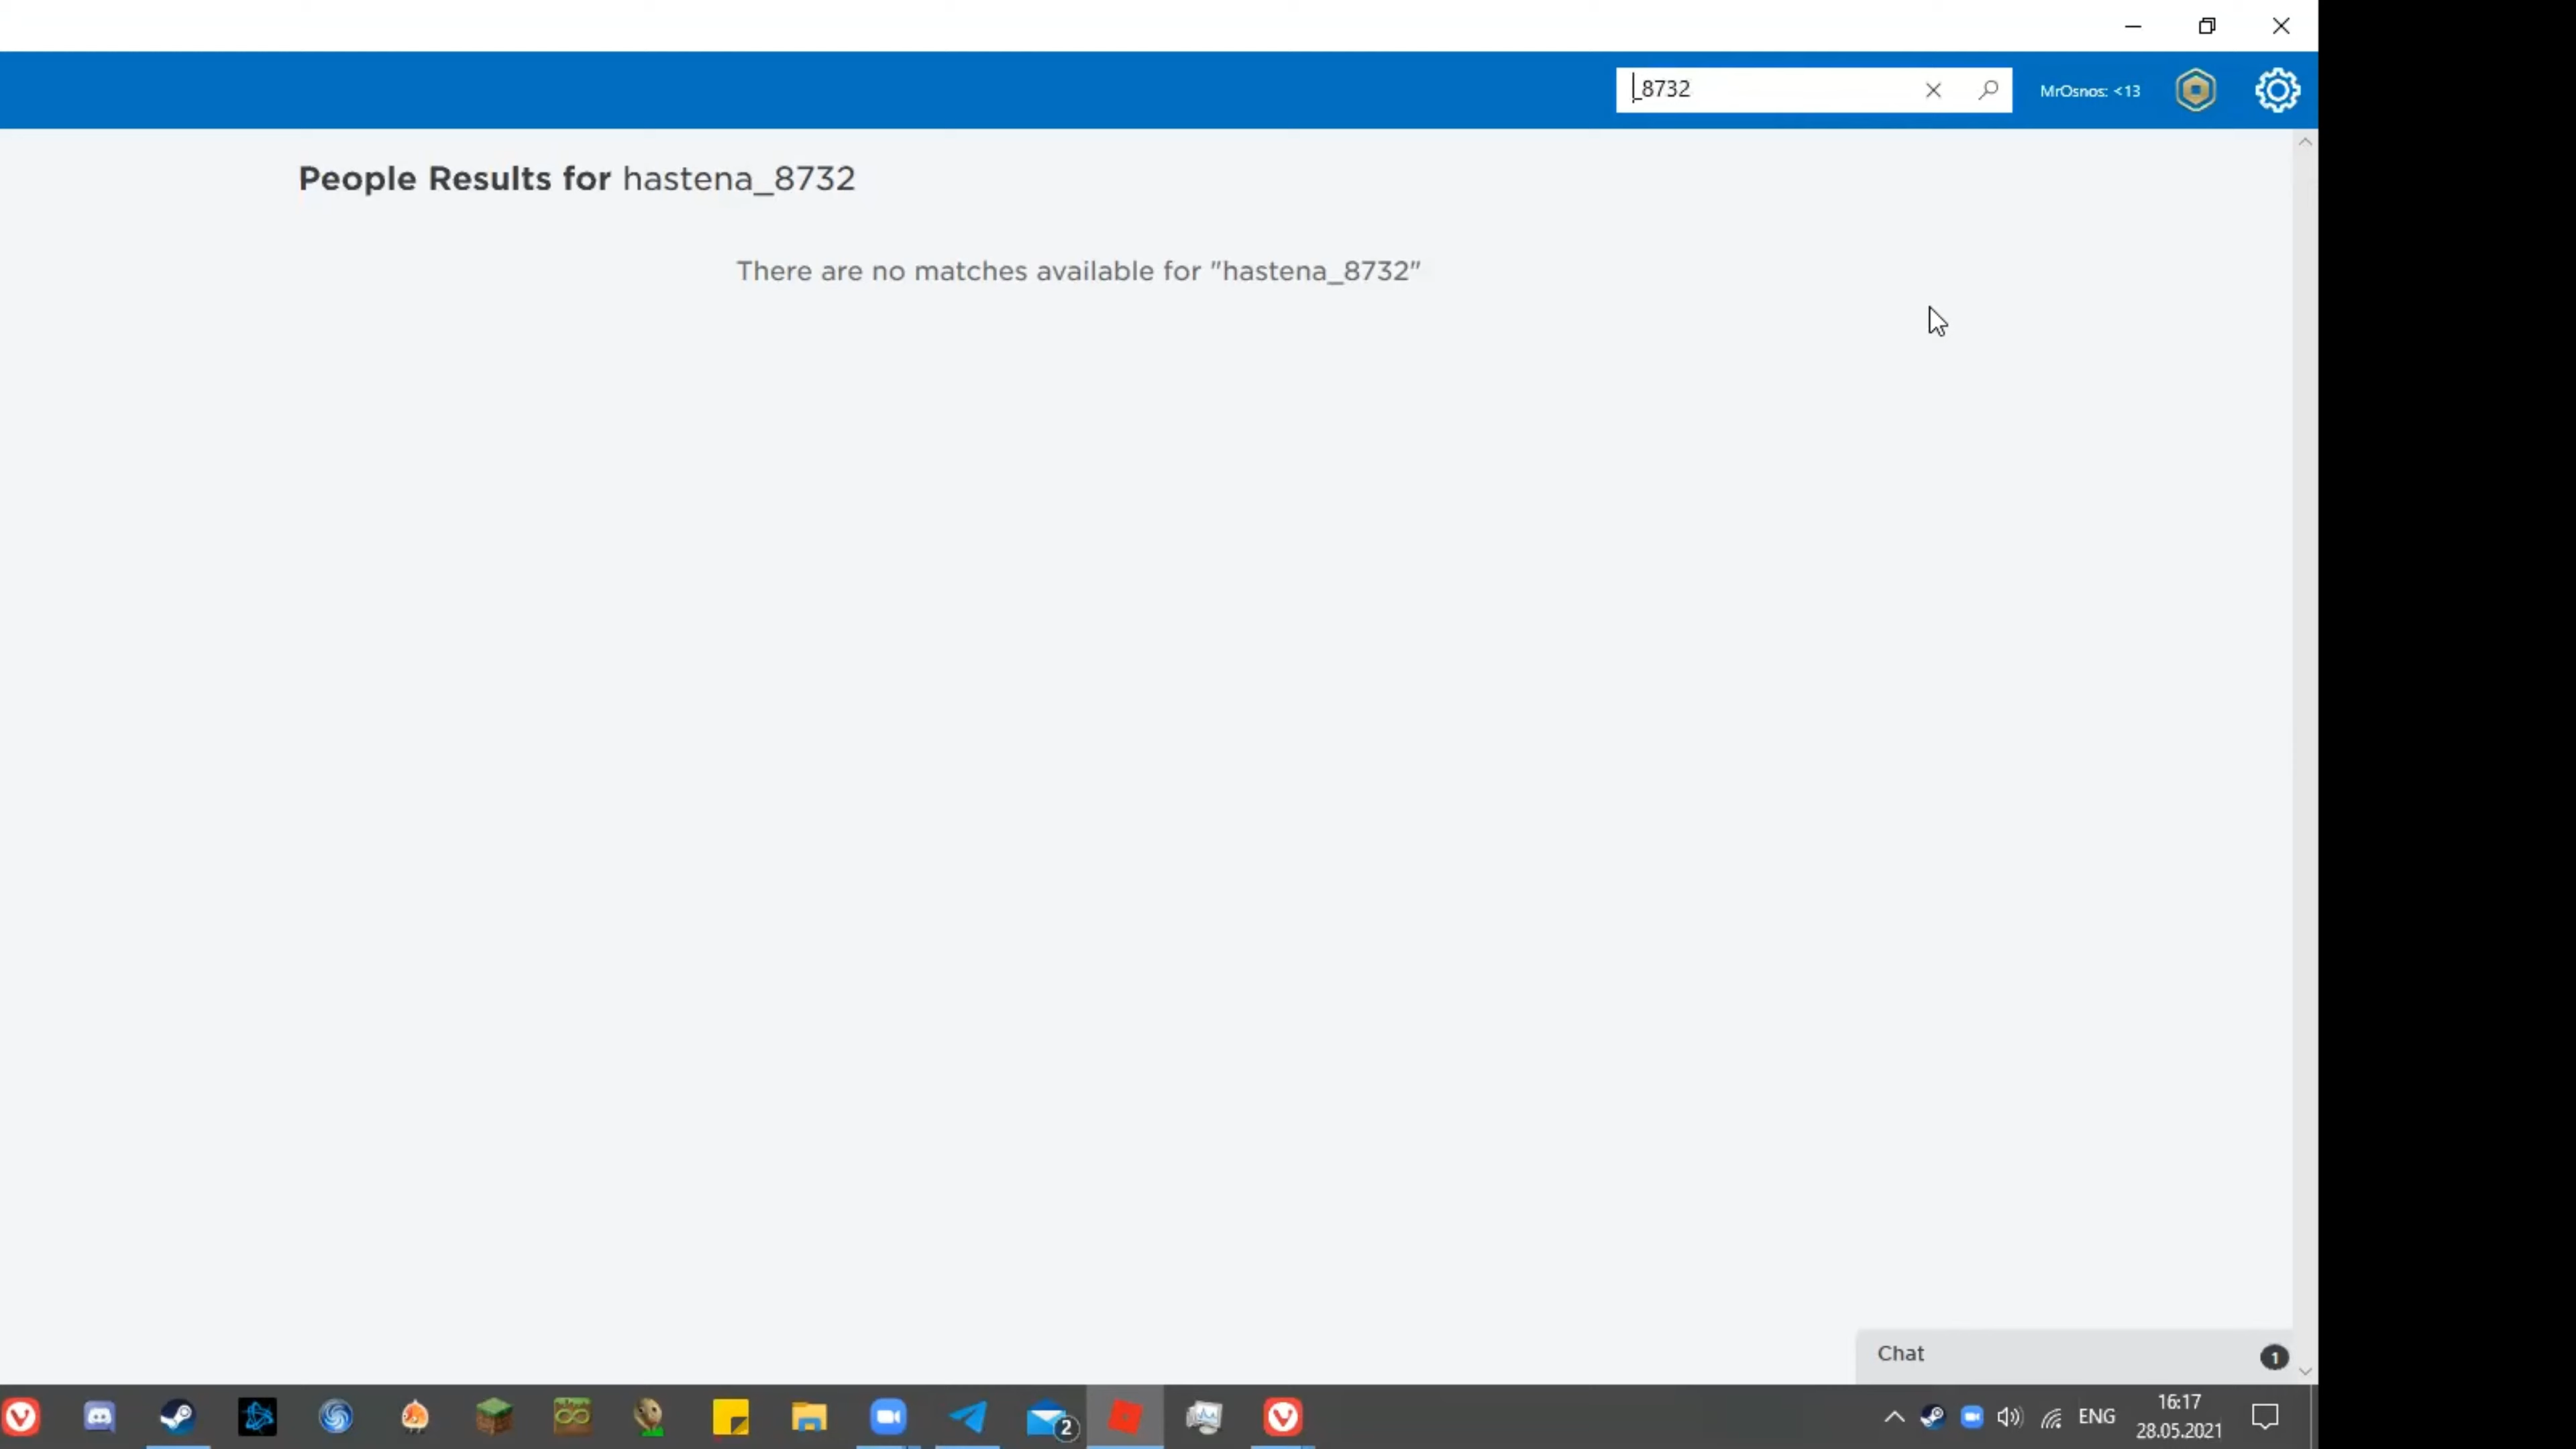 _8732
MrOsnos: <13
People Results for hastena_8732
There are no matches available for "hastena_8732"
Chat
1
2
ENG
16:17
28.05.2021